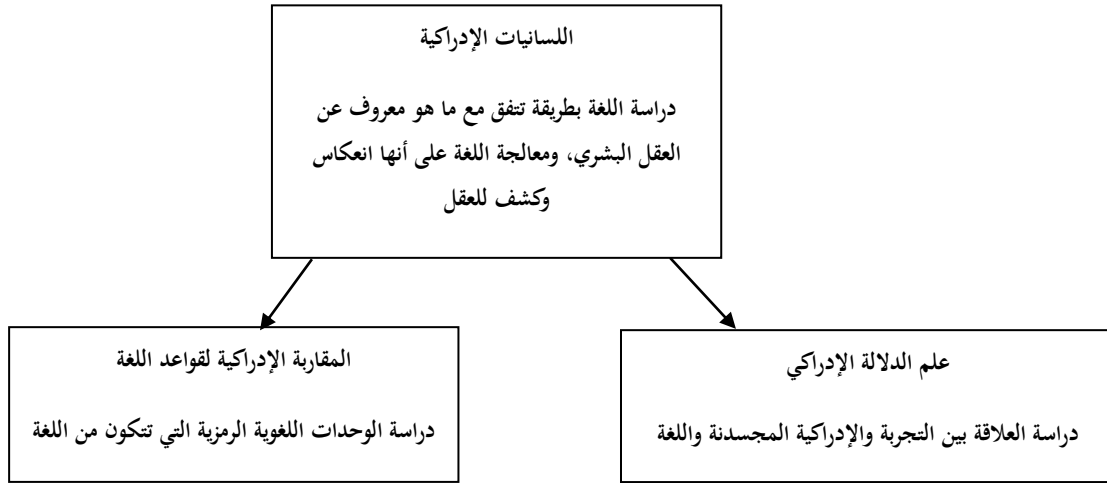 اللسانيات الإدراكية
دراسة اللغة بطريقة تتفق مع ما هو معروف عن
العقل البشري، ومعالجة اللغة على أنها انعكاس
وكشف للعقل
علم الدلالة الإدراكي
دراسة العلاقة بين التجربة والإدراكية المجسدنة واللغة
المقاربة الإدراكية لقواعد اللغة
دراسة الوحدات اللغوية الرمزية التي تتكون من اللغة